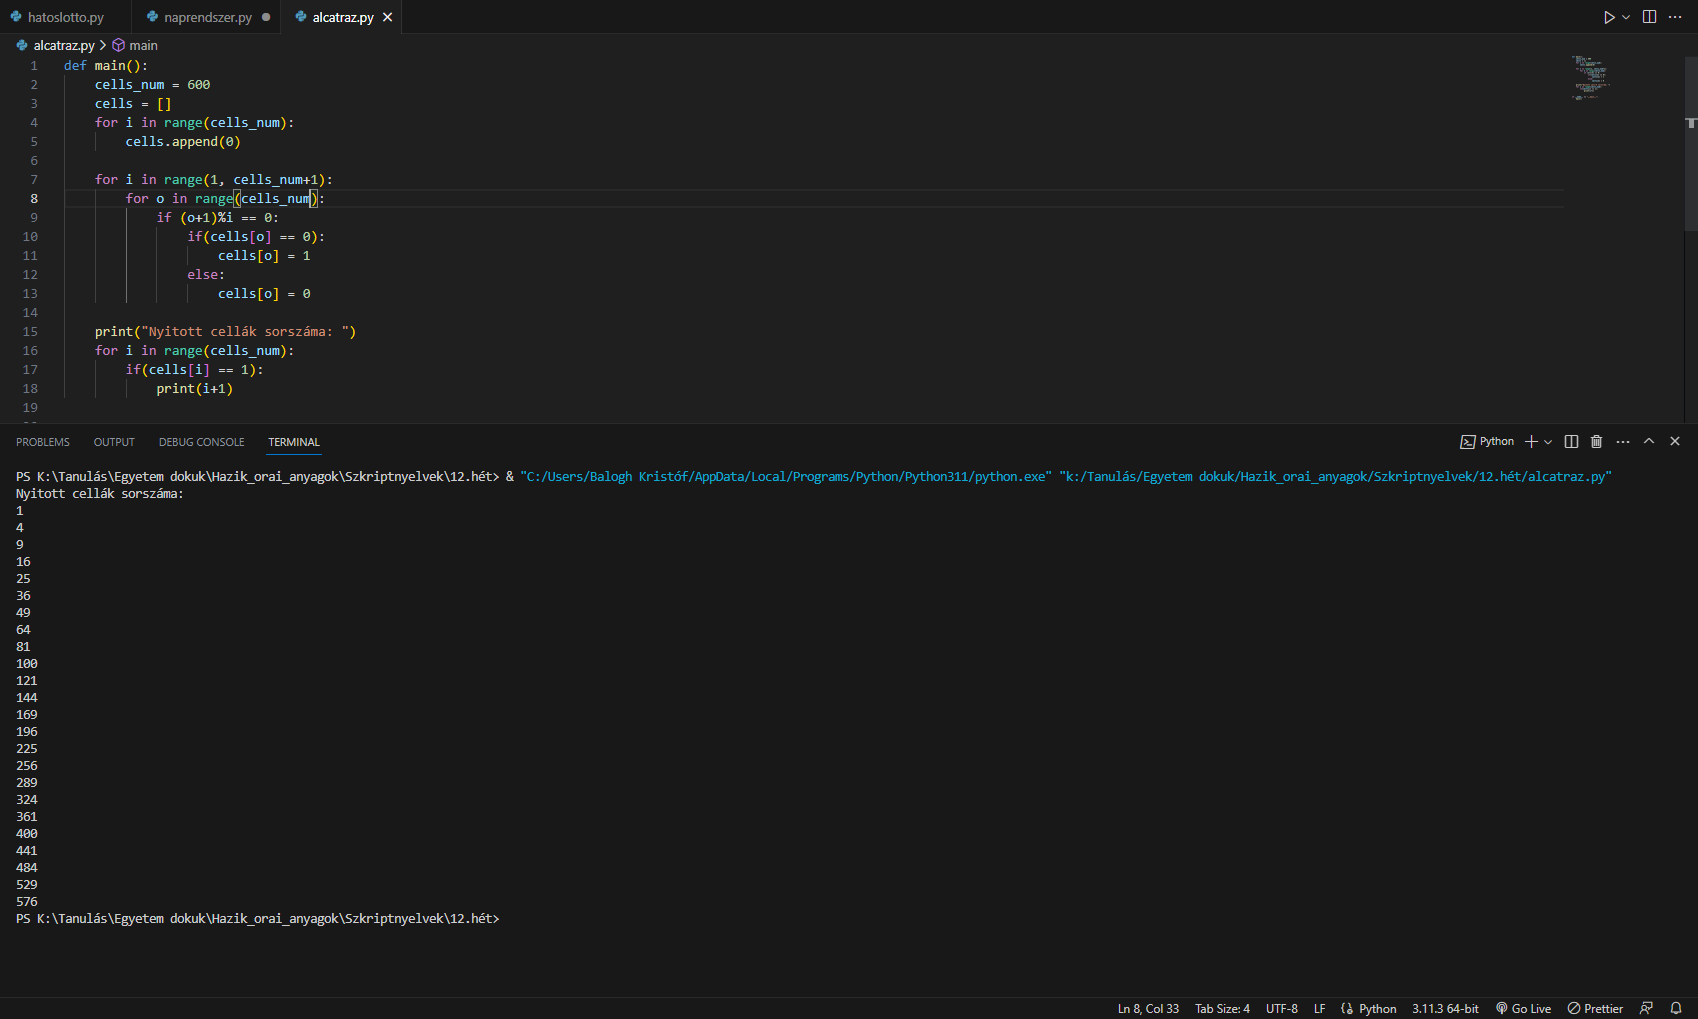 hatoslotto.py naprendszer.py alcatraz.py
alcatraz.py > main
1 def main():
2     cells_num = 600
3     cells = []
4     for i in range(cells_num):
5         cells.append(0)
6
7     for i in range(1, cells_num+1):
8         for o in range(cells_num):
9             if (o+1)%i == 0:
10                 if(cells[o] == 0):
11                     cells[o] = 1
12                 else:
13                     cells[o] = 0
14
15     print("Nyitott cellák sorszáma: ")
16     for i in range(cells_num):
17         if(cells[i] == 1):
18             print(i+1)
19
PROBLEMS OUTPUT DEBUG CONSOLE TERMINAL Python
PS K:\Tanulás\Egyetem dokuk\Hazik_orai_anyagok\Szkriptnyelvek\12.hét> & "C:/Users/Balogh Kristóf/AppData/Local/Programs/Python/Python311/python.exe" "k:/Tanulás/Egyetem dokuk/Hazik_orai_anyagok/Szkriptnyelvek/12.hét/alcatraz.py"
Nyitott cellák sorszáma:
1
4
9
16
25
36
49
64
81
100
121
144
169
196
225
256
289
324
361
400
441
484
529
576
PS K:\Tanulás\Egyetem dokuk\Hazik_orai_anyagok\Szkriptnyelvek\12.hét>
Ln 8, Col 33 Tab Size: 4 UTF-8 LF Python 3.11.3 64-bit Go Live Prettier